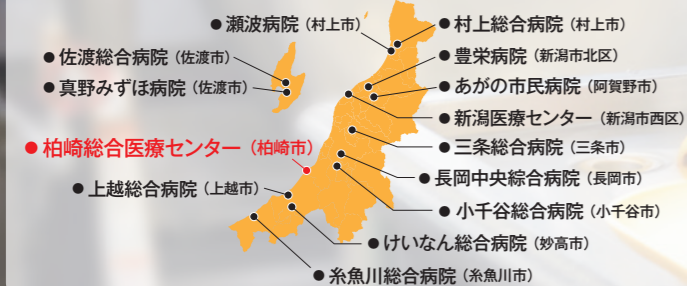 ●瀬波病院（村上市）
●村上総合病院（村上市）
●佐渡総合病院（佐渡市）
●豊栄病院（新潟市北区）
●真野みずほ病院（佐渡市）
●あがの市民病院（阿賀野市）
●新潟医療センター（新潟市西区）
●柏崎総合医療センター（柏崎市）
●三条総合病院（三条市）
●長岡中央綜合病院（長岡市）
●上越総合病院（上越市）
●小千谷総合病院（小千谷市）
●けいなん総合病院（妙高市）
●糸魚川総合病院（糸魚川市）